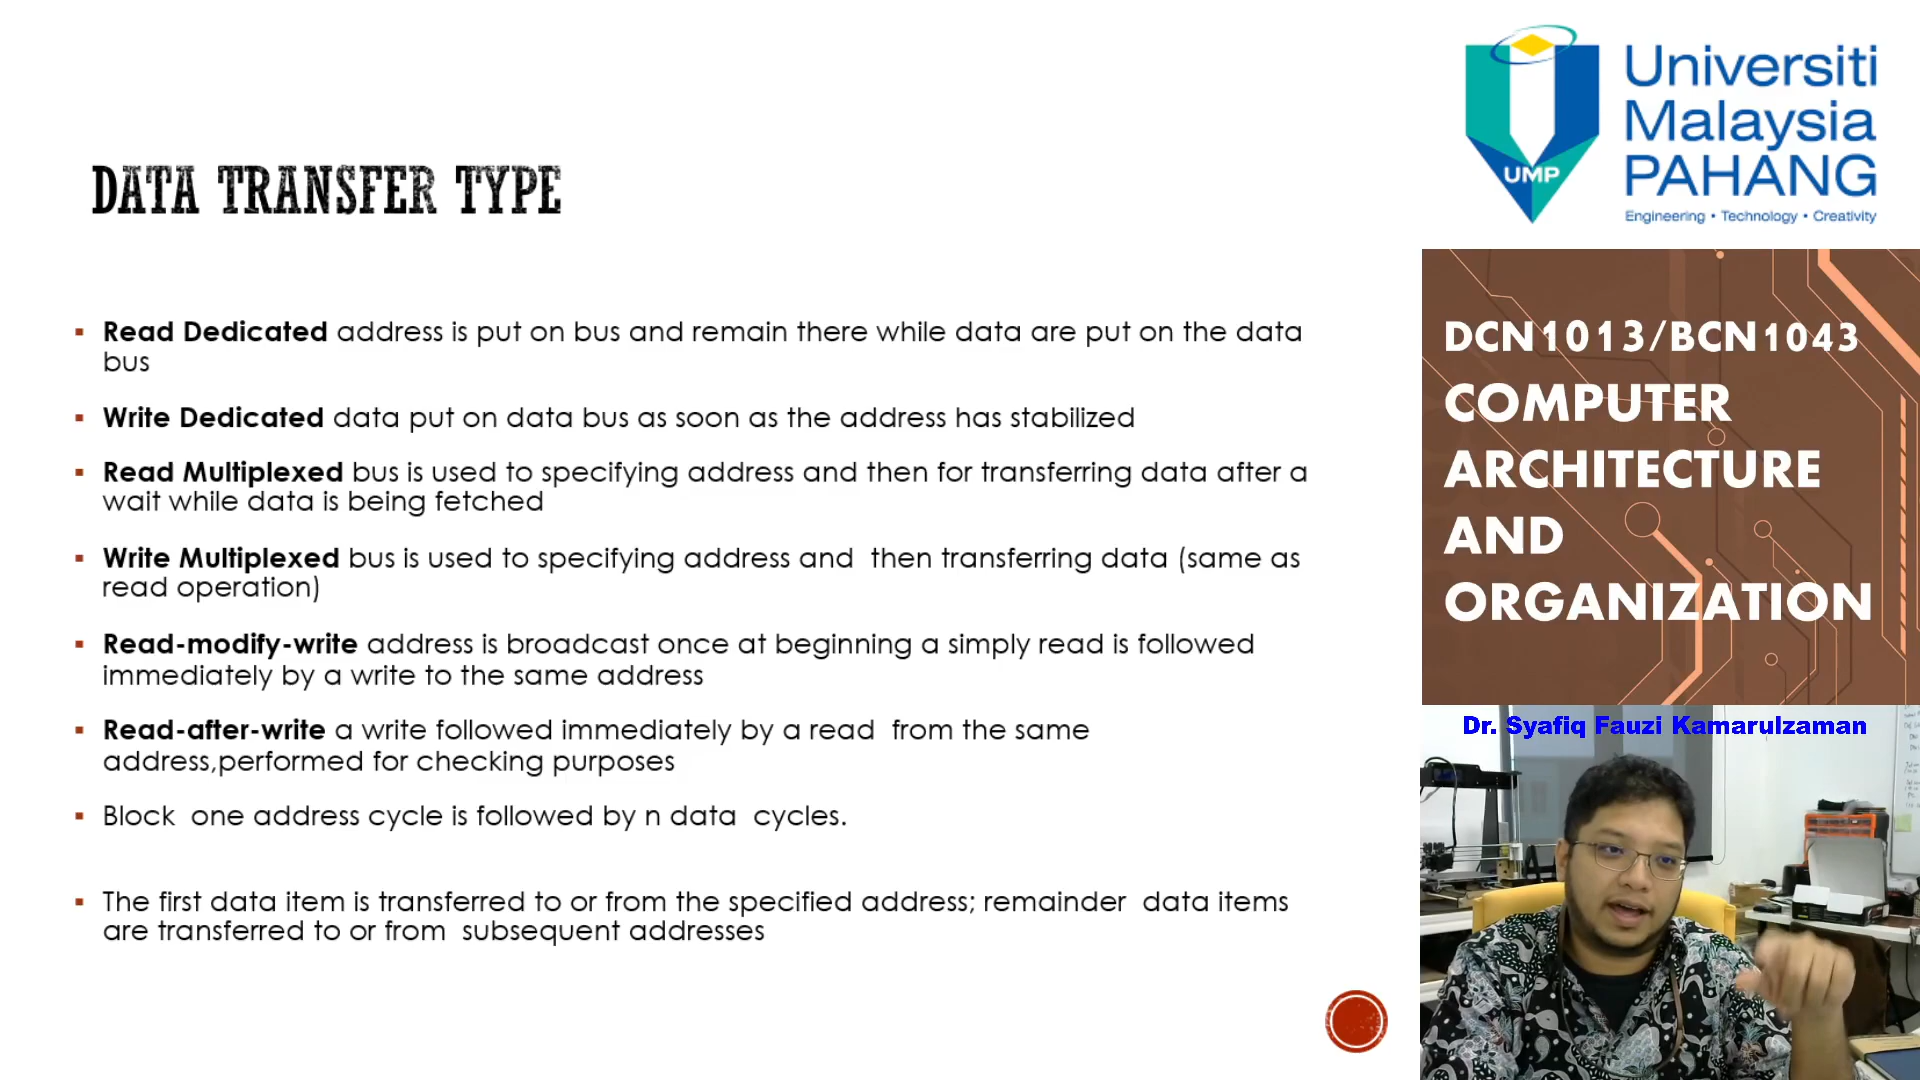 DATA TRANSFER TYPE
Read Dedicated address is put on bus and remain there while data are put on the data
bus
Write Dedicated data put on data bus as soon as the address has stabilized
Read Multiplexed bus is used to specifying address and then for transferring data after a
wait while data is being fetched
Write Multiplexed bus is used to specifying address and then transferring data (same as
read operation)
Read-modify-write address is broadcast once at beginning a simply read is followed
immediately by a write to the same address
Read-after-write a write followed immediately by a read from the same
address,performed for checking purposes
Block one address cycle is followed by n data cycles.
The first data item is transferred to or from the specified address; remainder data items
are transferred to or from subsequent addresses
UMP
Universiti
Malaysia
PAHANG
Engineering • Technology • Creativity
DCN1013/BCN1043
COMPUTER
ARCHITECTURE
AND
ORGANIZATION
Dr. Syafiq Fauzi Kamarulzaman